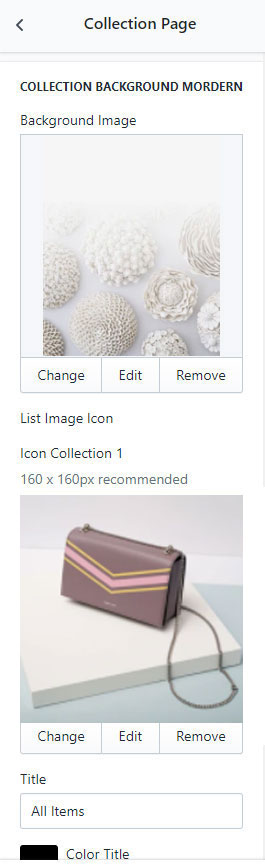 Collection Page
COLLECTION BACKGROUND MORDERN
Background Image
Change Edit Remove
List Image Icon
Icon Collection 1
160 x 160px recommended
Change Edit Remove
Title
All Items
Color Title